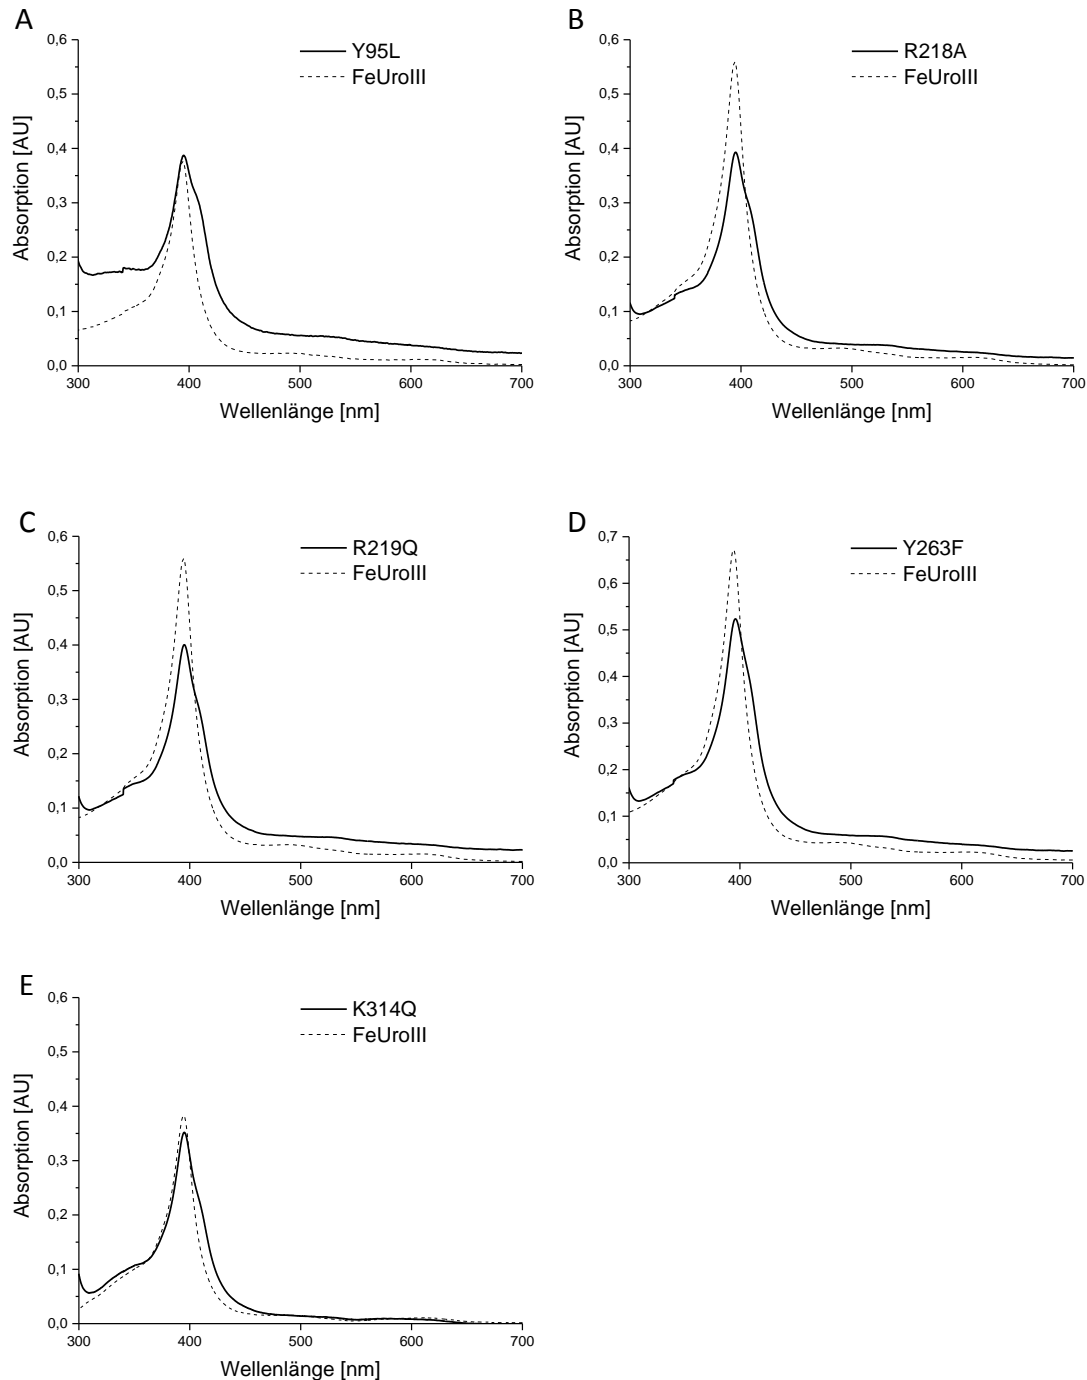 A
Y95L
FeUroIII
0,6
0,5
0,4
0,3
0,2
0,1
0,0
Absorption [AU]
300 400 500 600 700
Wellenlänge [nm]
B
R218A
FeUroIII
0,6
0,5
0,4
0,3
0,2
0,1
0,0
Absorption [AU]
300 400 500 600 700
Wellenlänge [nm]
C
R219Q
FeUroIII
0,6
0,5
0,4
0,3
0,2
0,1
0,0
Absorption [AU]
300 400 500 600 700
Wellenlänge [nm]
D
Y263F
FeUroIII
0,7
0,6
0,5
0,4
0,3
0,2
0,1
0,0
Absorption [AU]
300 400 500 600 700
Wellenlänge [nm]
E
K314Q
FeUroIII
0,6
0,5
0,4
0,3
0,2
0,1
0,0
Absorption [AU]
300 400 500 600 700
Wellenlänge [nm]